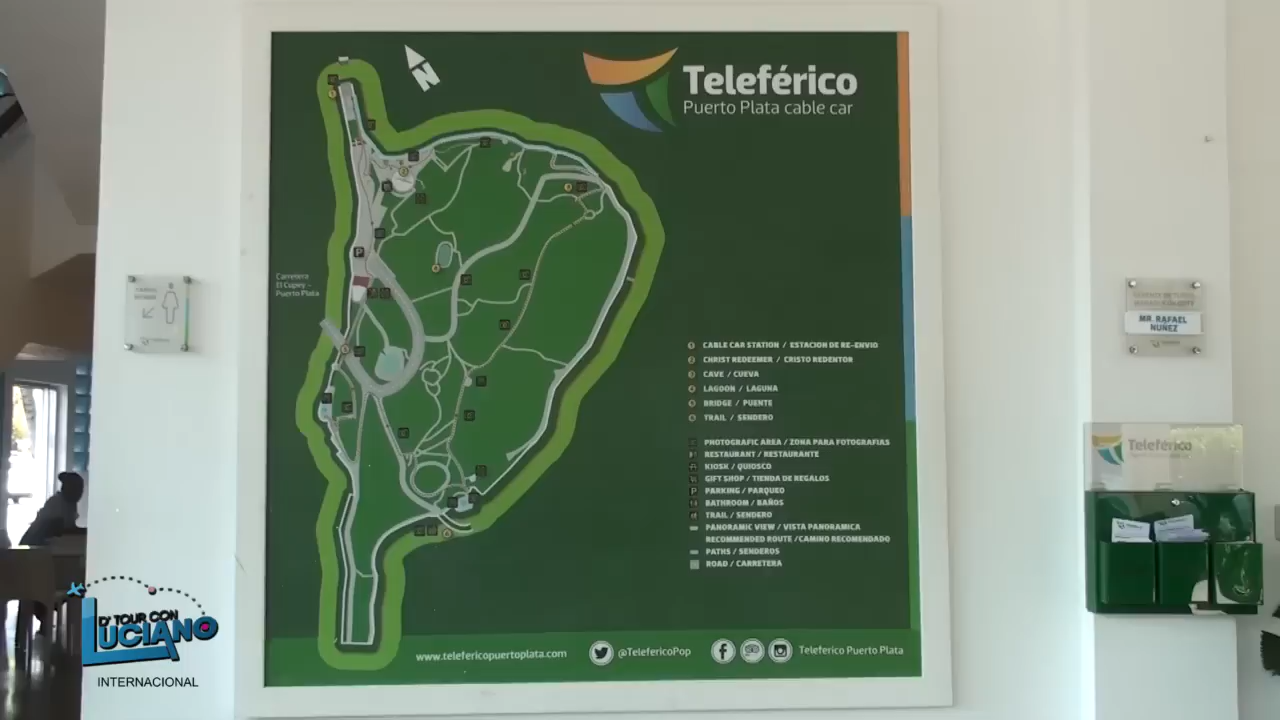 N
Teleférico
Puerto Plata cable car
Carretera
El Cupey -
Puerto Plata
P
CABLE CAR STATION / ESTACION DE RE-ENVIO
CHRIST REDEEMER / CRISTO REDENTOR
CAVE / CUEVA
LAGOON / LAGUNA
BRIDGE / PUENTE
TRAIL / SENDERO
PHOTOGRAFIC AREA / ZONA PARA FOTOGRAFIAS
RESTAURANT / RESTAURANTE
KIOSK / QUIOSCO
GIFT SHOP / TIENDA DE REGALOS
P PARKING / PARQUEO
BATHROOM / BAÑOS
TRAIL / SENDERO
PANORAMIC VIEW / VISTA PANORAMICA
RECOMMENDED ROUTE / CAMINO RECOMENDADO
PATHS / SENDEROS
ROAD / CARRETERA
www.telefericopuertoplata.com
@TelefericoPop
Teleferico Puerto Plata
MR. RAFAEL
NUÑEZ
Teleférico
D' TOUR CON
LUCIANO
INTERNACIONAL